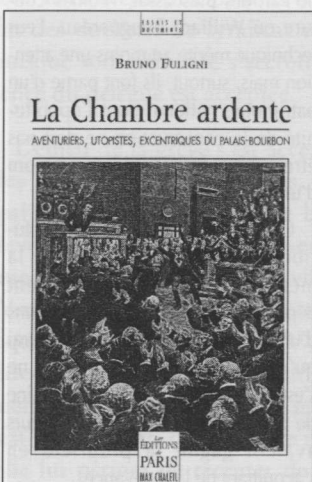 ESSAIS ET
DOCUMENTS
BRUNO FULIGNI
La Chambre ardente
AVENTURIERS, UTOPISTES, EXCENTRIQUES DU PALAIS-BOURBON
Les
ÉDITIONS
de
PARIS
MAX CHALEIL